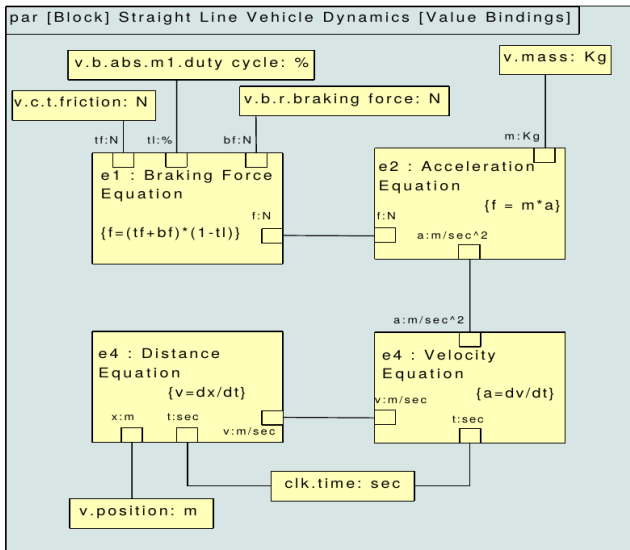 par [Block] Straight Line Vehicle Dynamics [Value Bindings]
v.b.abs.m1.duty cycle: %
v.mass: Kg
v.c.t.friction: N
v.b.r.braking force: N
tf:N
tl:%
bf:N
m:Kg
e1 : Braking Force
Equation
f:N
{f=(tf+bf)*(1-tl)}
e2 : Acceleration
Equation
{f = m*a}
f:N
a:m/sec^2
a:m/sec^2
e4 : Distance
Equation
{v=dx/dt}
x:m
t:sec
v:m/sec
e4 : Velocity
Equation
{a=dv/dt}
v:m/sec
t:sec
clk.time: sec
v.position: m